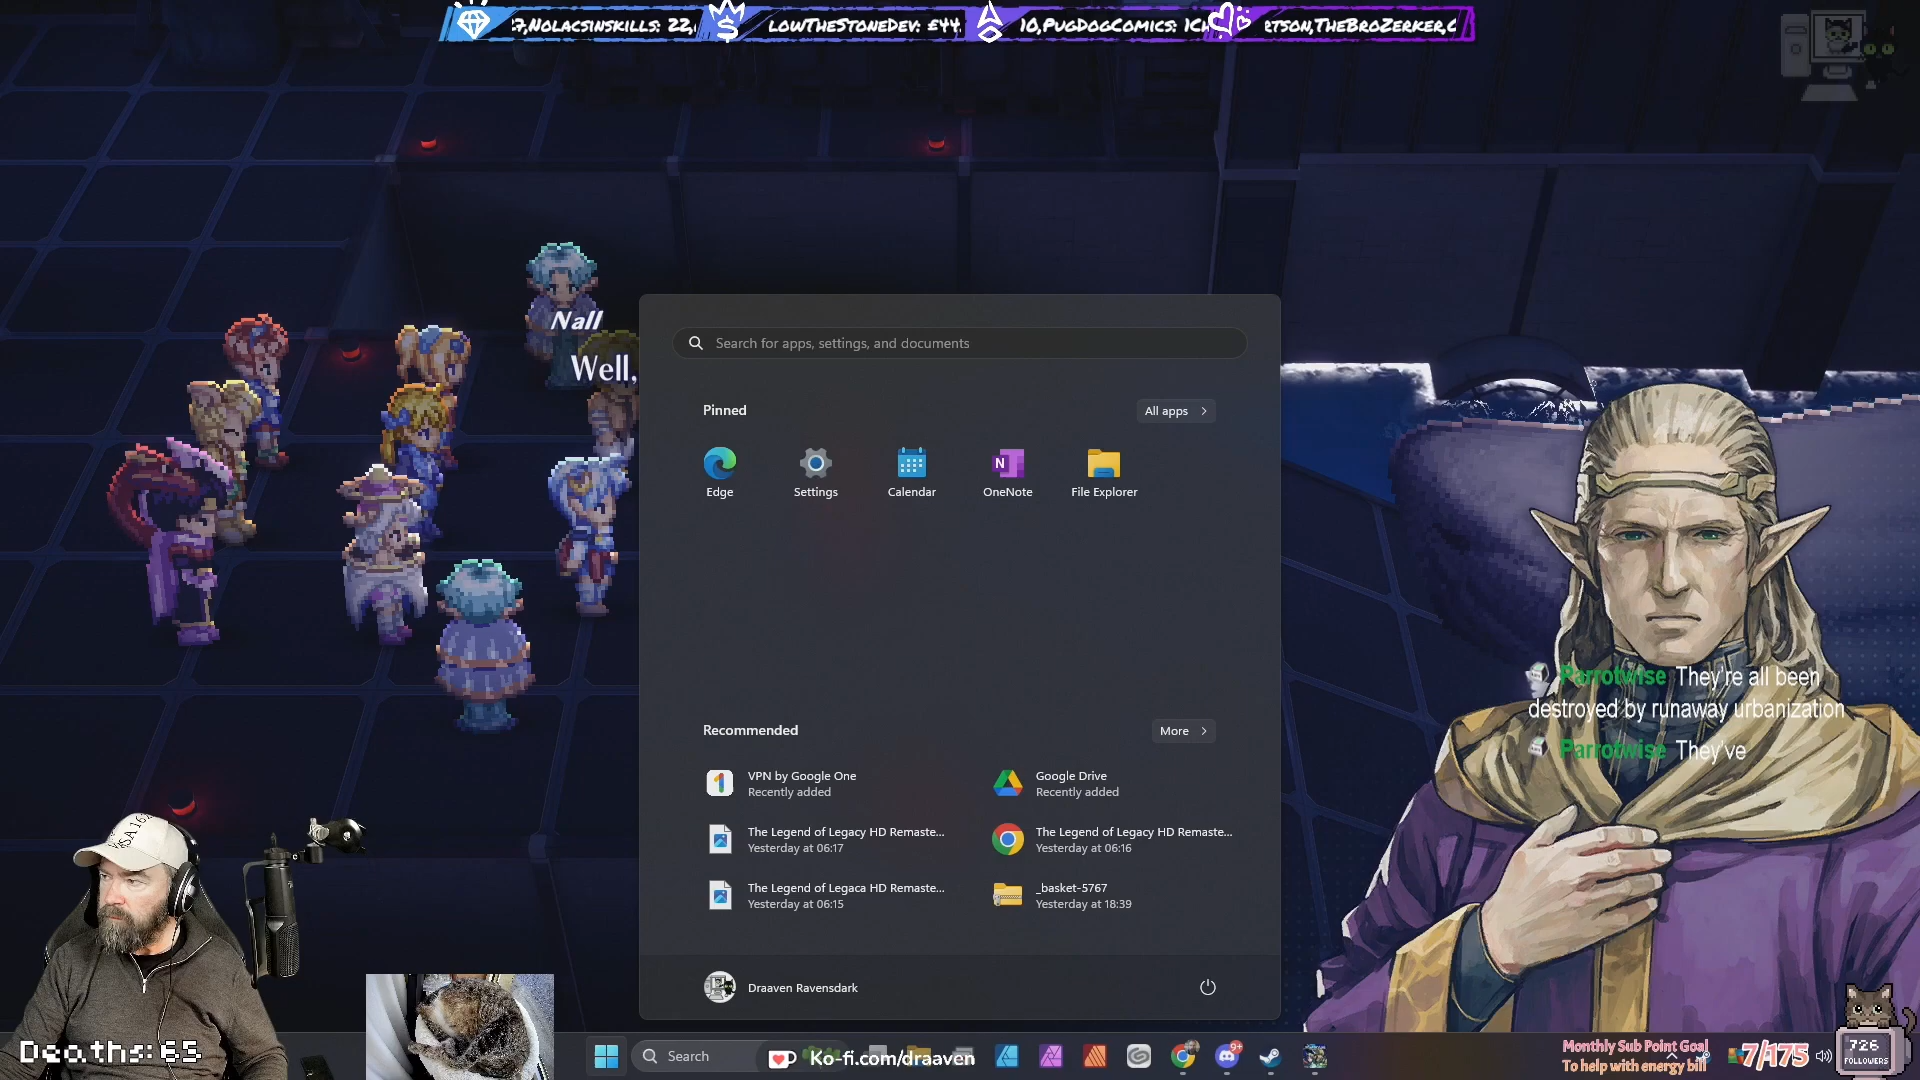 7,Nolacsinskills: 22,
LowTheStoneDev: £44
10,PugDogComics: 1Ch
rtson,TheBroZerker,C
Nall
Well,
Search for apps, settings, and documents
Pinned
All apps
Edge
Settings
Calendar
OneNote
File Explorer
Recommended
More
VPN by Google One
Recently added
Google Drive
Recently added
The Legend of Legacy HD Remaste...
Yesterday at 06:17
The Legend of Legacy HD Remaste...
Yesterday at 06:16
The Legend of Legaca HD Remaste...
Yesterday at 06:15
_basket-5767
Yesterday at 18:39
Draaven Ravensdark
Parrotwise They're all been
destroyed by runaway urbanization
Parrotwise They've
Deaths:65
Search
Ko-fi.com/draaven
9+
Monthly Sub Point Goal
To help with energy bill
7/175
726
FOLLOWERS